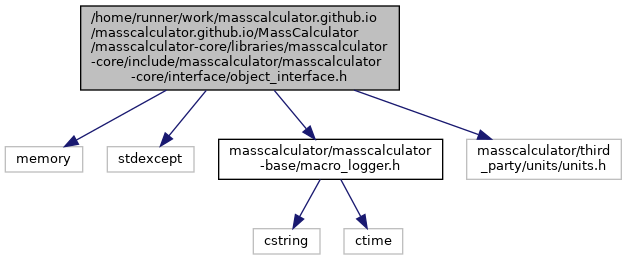 /home/runner/work/masscalculator.github.io
/masscalculator.github.io/MassCalculator
/masscalculator-core/libraries/masscalculator
-core/include/masscalculator/masscalculator
-core/interface/object_interface.h
memory
stdexcept
masscalculator/masscalculator
-base/macro_logger.h
masscalculator/third
_party/units/units.h
cstring
ctime